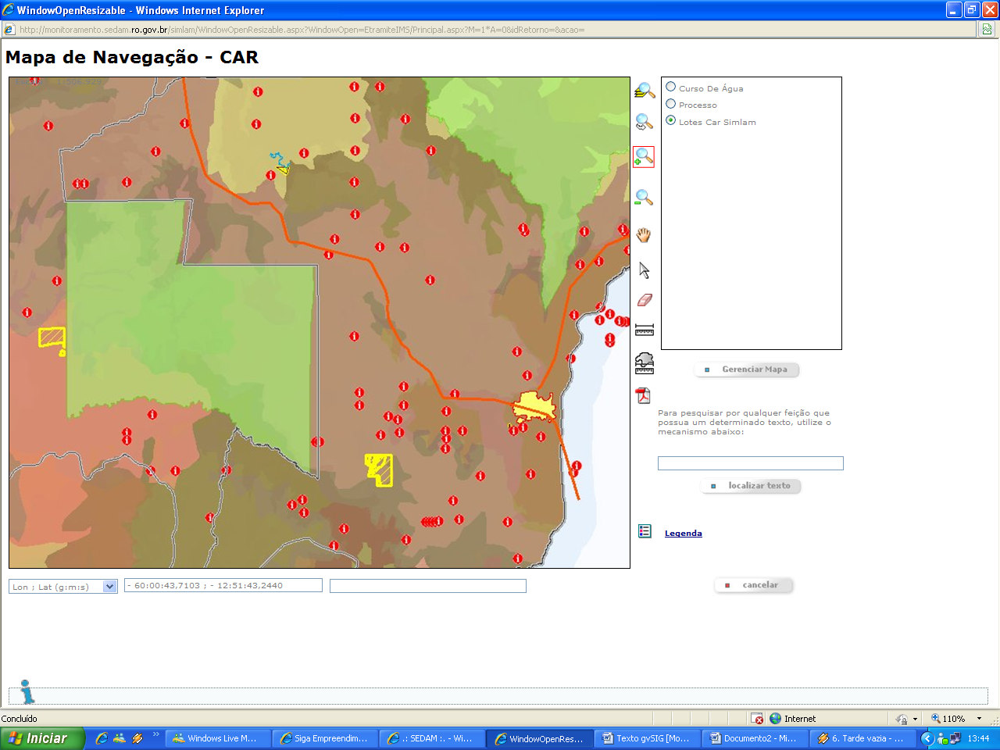 WindowOpenResizable - Windows Internet Explorer
http://monitoramento.sedam.ro.gov.br/simlam/WindowOpenResizable.aspx?WindowOpen=EtramiteIMS/Principal.aspx?M=1*A=0&idRetorno=&acao=
Mapa de Navegação - CAR
Curso De Água
Processo
Lotes Car Simlam
Gerenciar Mapa
Para pesquisar por qualquer feição que
possua um determinado texto, utilize o
mecanismo abaixo:
localizar texto
Legenda
Lon ; Lat (g:m:s)
- 60:00:43,7103 ; - 12:51:43,2440
cancelar
Concluído
Internet
110%
Iniciar
Windows Live M...
Siga Empreendim...
.: SEDAM :. - Wi...
WindowOpenRes...
Texto gvSIG [Mo...
Documento2 - Mi...
6. Tarde vazia - ...
13:44